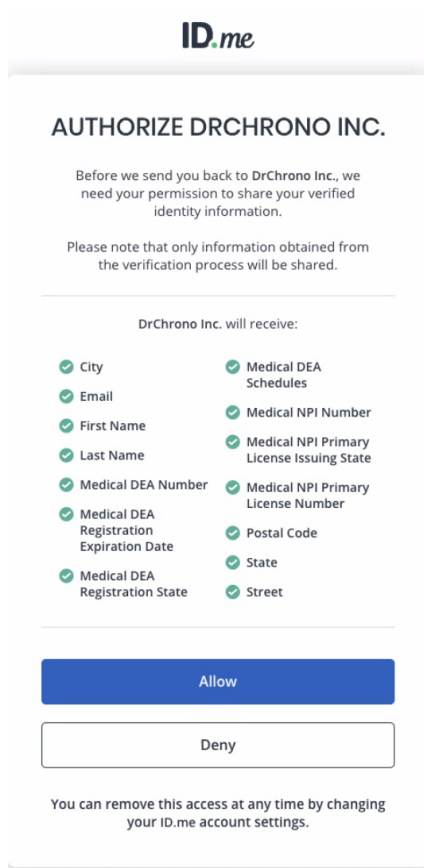 ID.me
AUTHORIZE DRCHRONO INC.
Before we send you back to DrChrono Inc., we
need your permission to share your verified
identity information.
Please note that only information obtained from
the verification process will be shared.
DrChrono Inc. will receive:
City
Email
First Name
Last Name
Medical DEA Number
Medical DEA
Registration
Expiration Date
Medical DEA
Registration State
Medical DEA
Schedules
Medical NPI Number
Medical NPI Primary
License Issuing State
Medical NPI Primary
License Number
Postal Code
State
Street
Allow
Deny
You can remove this access at any time by changing
your ID.me account settings.